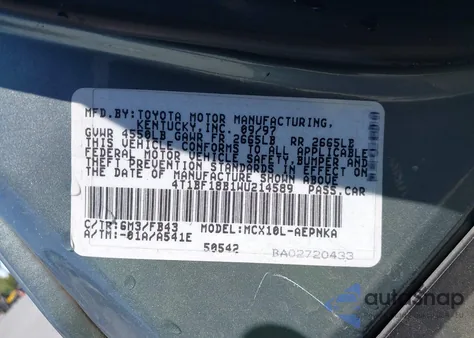 MFD.BY:TOYOTA MOTOR MANUFACTURING,
KENTUCKY,INC. 09/97
GVWR 4550LB GAWR FR 2665LB RR 2665LB
THIS VEHICLE CONFORMS TO ALL APPLICABLE
FEDERAL MOTOR VEHICLE SAFETY, BUMPER AND
THEFT PREVENTION STANDARDS IN EFFECT ON
THE DATE OF MANUFACTURE SHOWN ABOVE
4T1BF18B1WU214589 PASS.CAR
C/TR:6M3/FB43 MODEL:MCX10L-AEPNKA
A/TM:-01A/A541E
50542
BA02720433
autoSnap